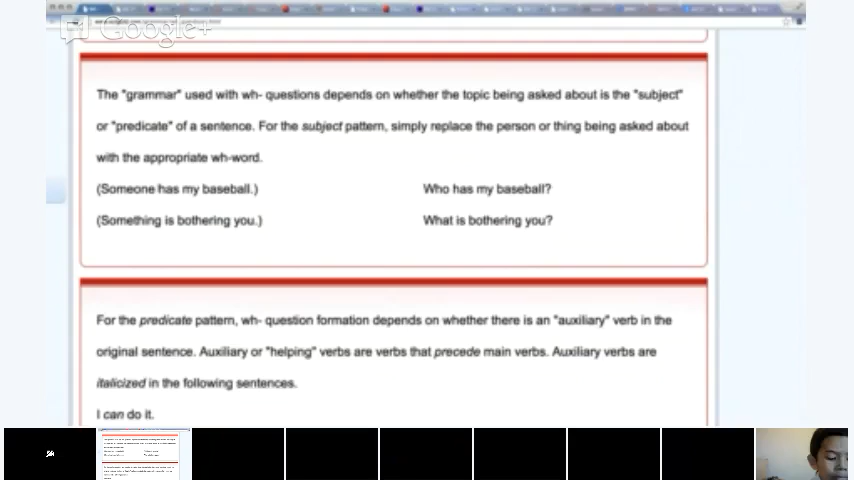 Google+
The "grammar" used with wh- questions depends on whether the topic being asked about is the "subject"
or "predicate" of a sentence. For the subject pattern, simply replace the person or thing being asked about
with the appropriate wh-word.
(Someone has my baseball.) Who has my baseball?
(Something is bothering you.) What is bothering you?
For the predicate pattern, wh- question formation depends on whether there is an "auxiliary" verb in the
original sentence. Auxiliary or "helping" verbs are verbs that precede main verbs. Auxiliary verbs are
italicized in the following sentences.
I can do it.